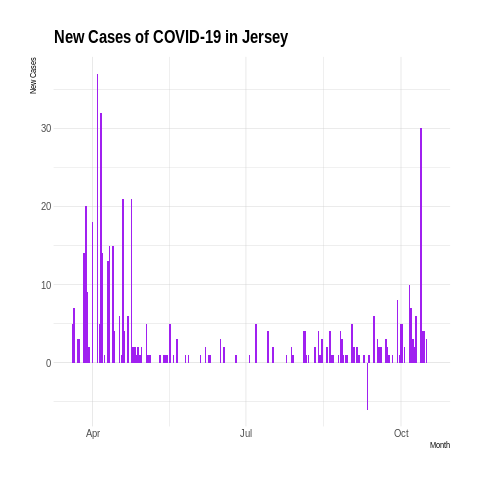 New Cases of COVID-19 in Jersey
New Cases
30
20
10
0
Apr
Jul
Oct
Month